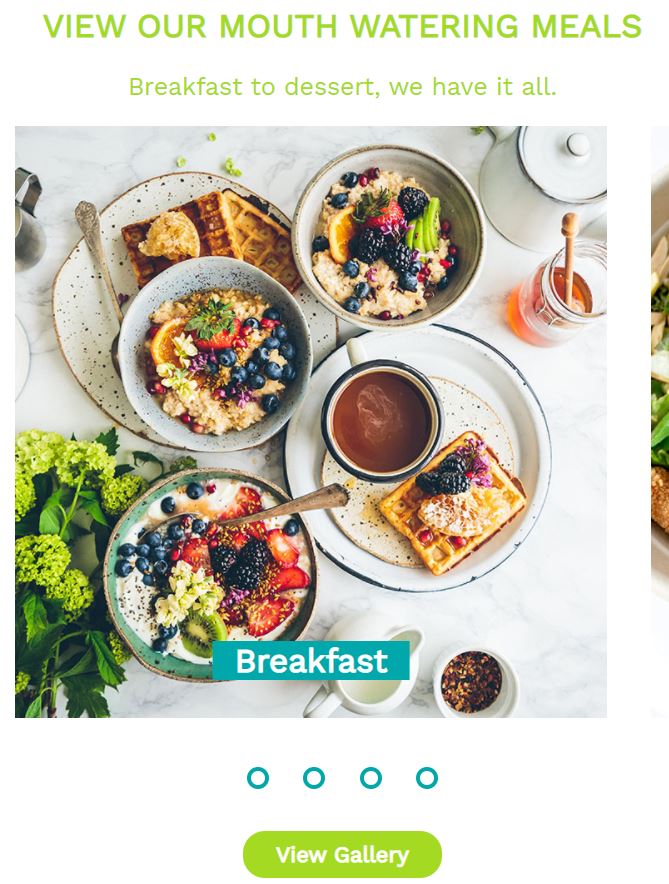 VIEW OUR MOUTH WATERING MEALS
Breakfast to dessert, we have it all.
Breakfast
View Gallery